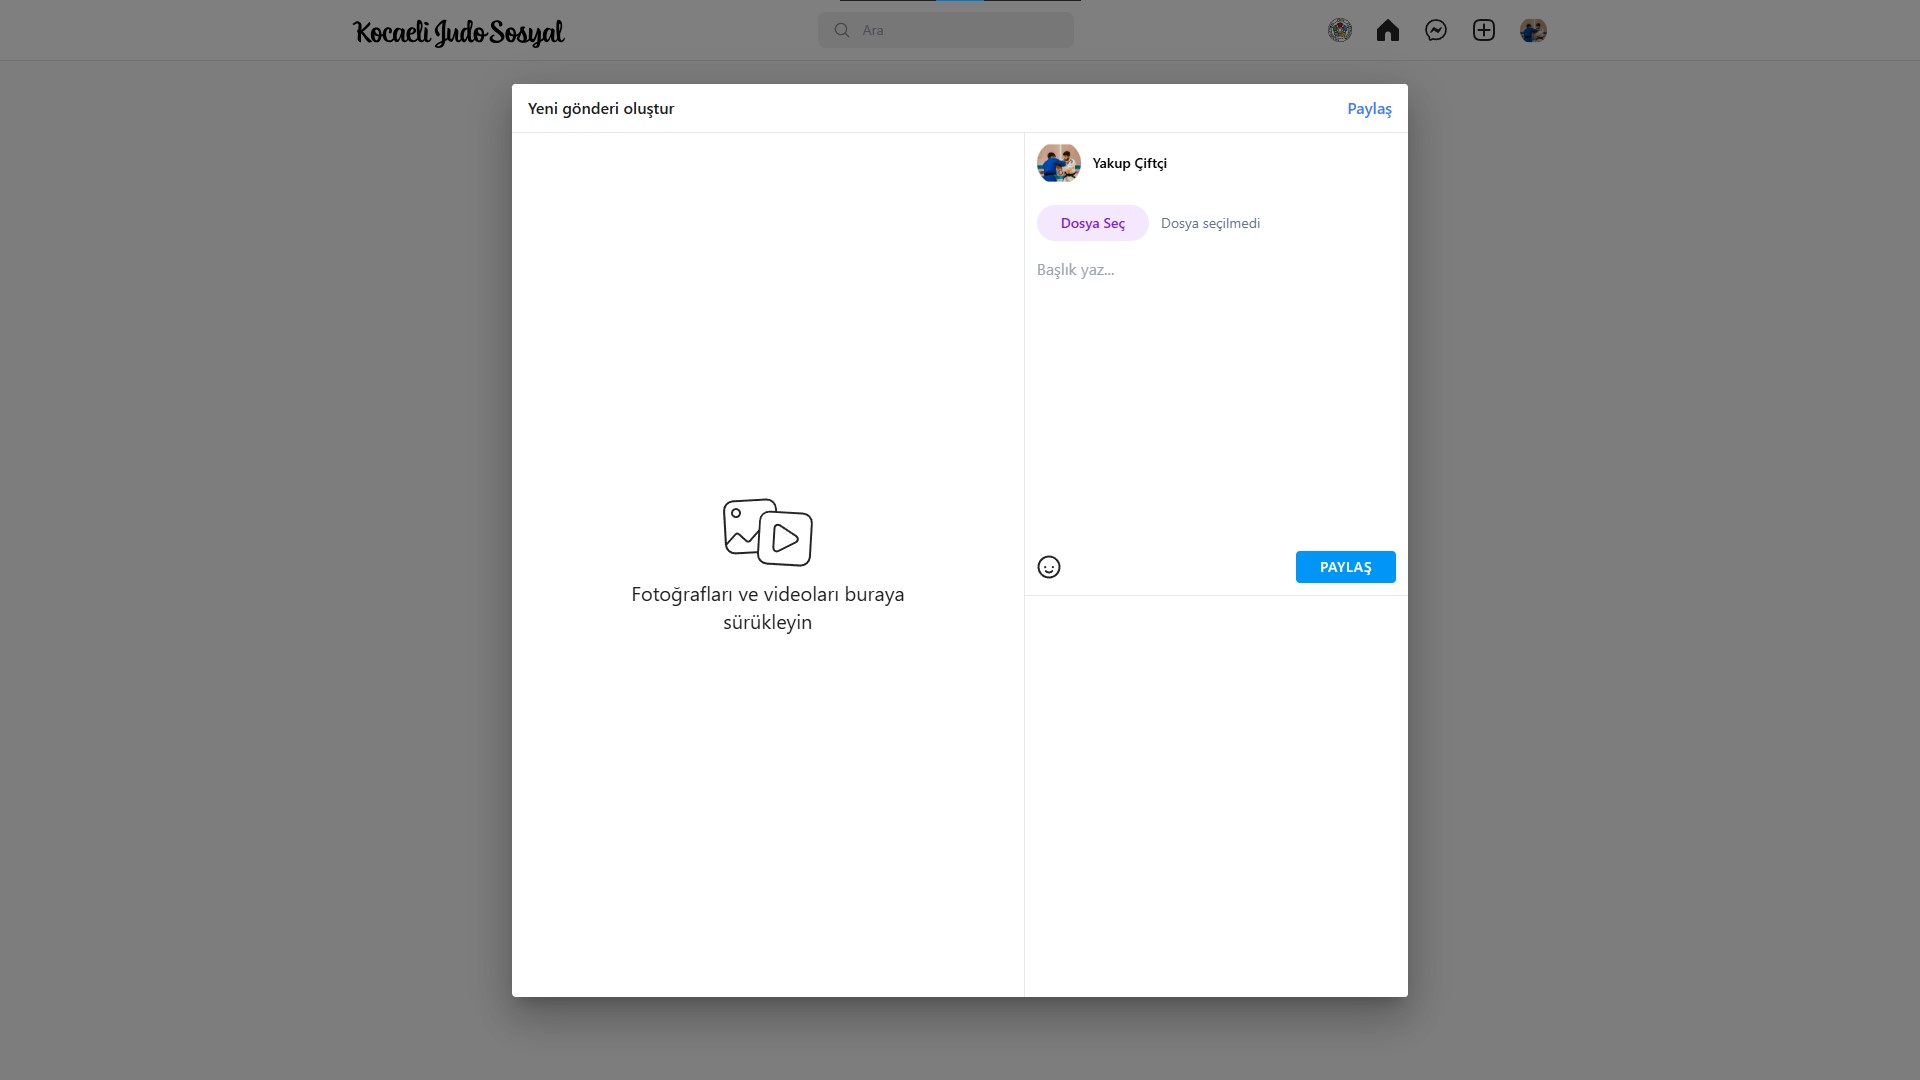 Kocaeli Judo Sosyal
Ara
Yeni gönderi oluştur
Paylaş
Yakup Çiftçi
Dosya Seç
Dosya seçilmedi
Başlık yaz...
Fotoğrafları ve videoları buraya
sürükleyin
PAYLAŞ